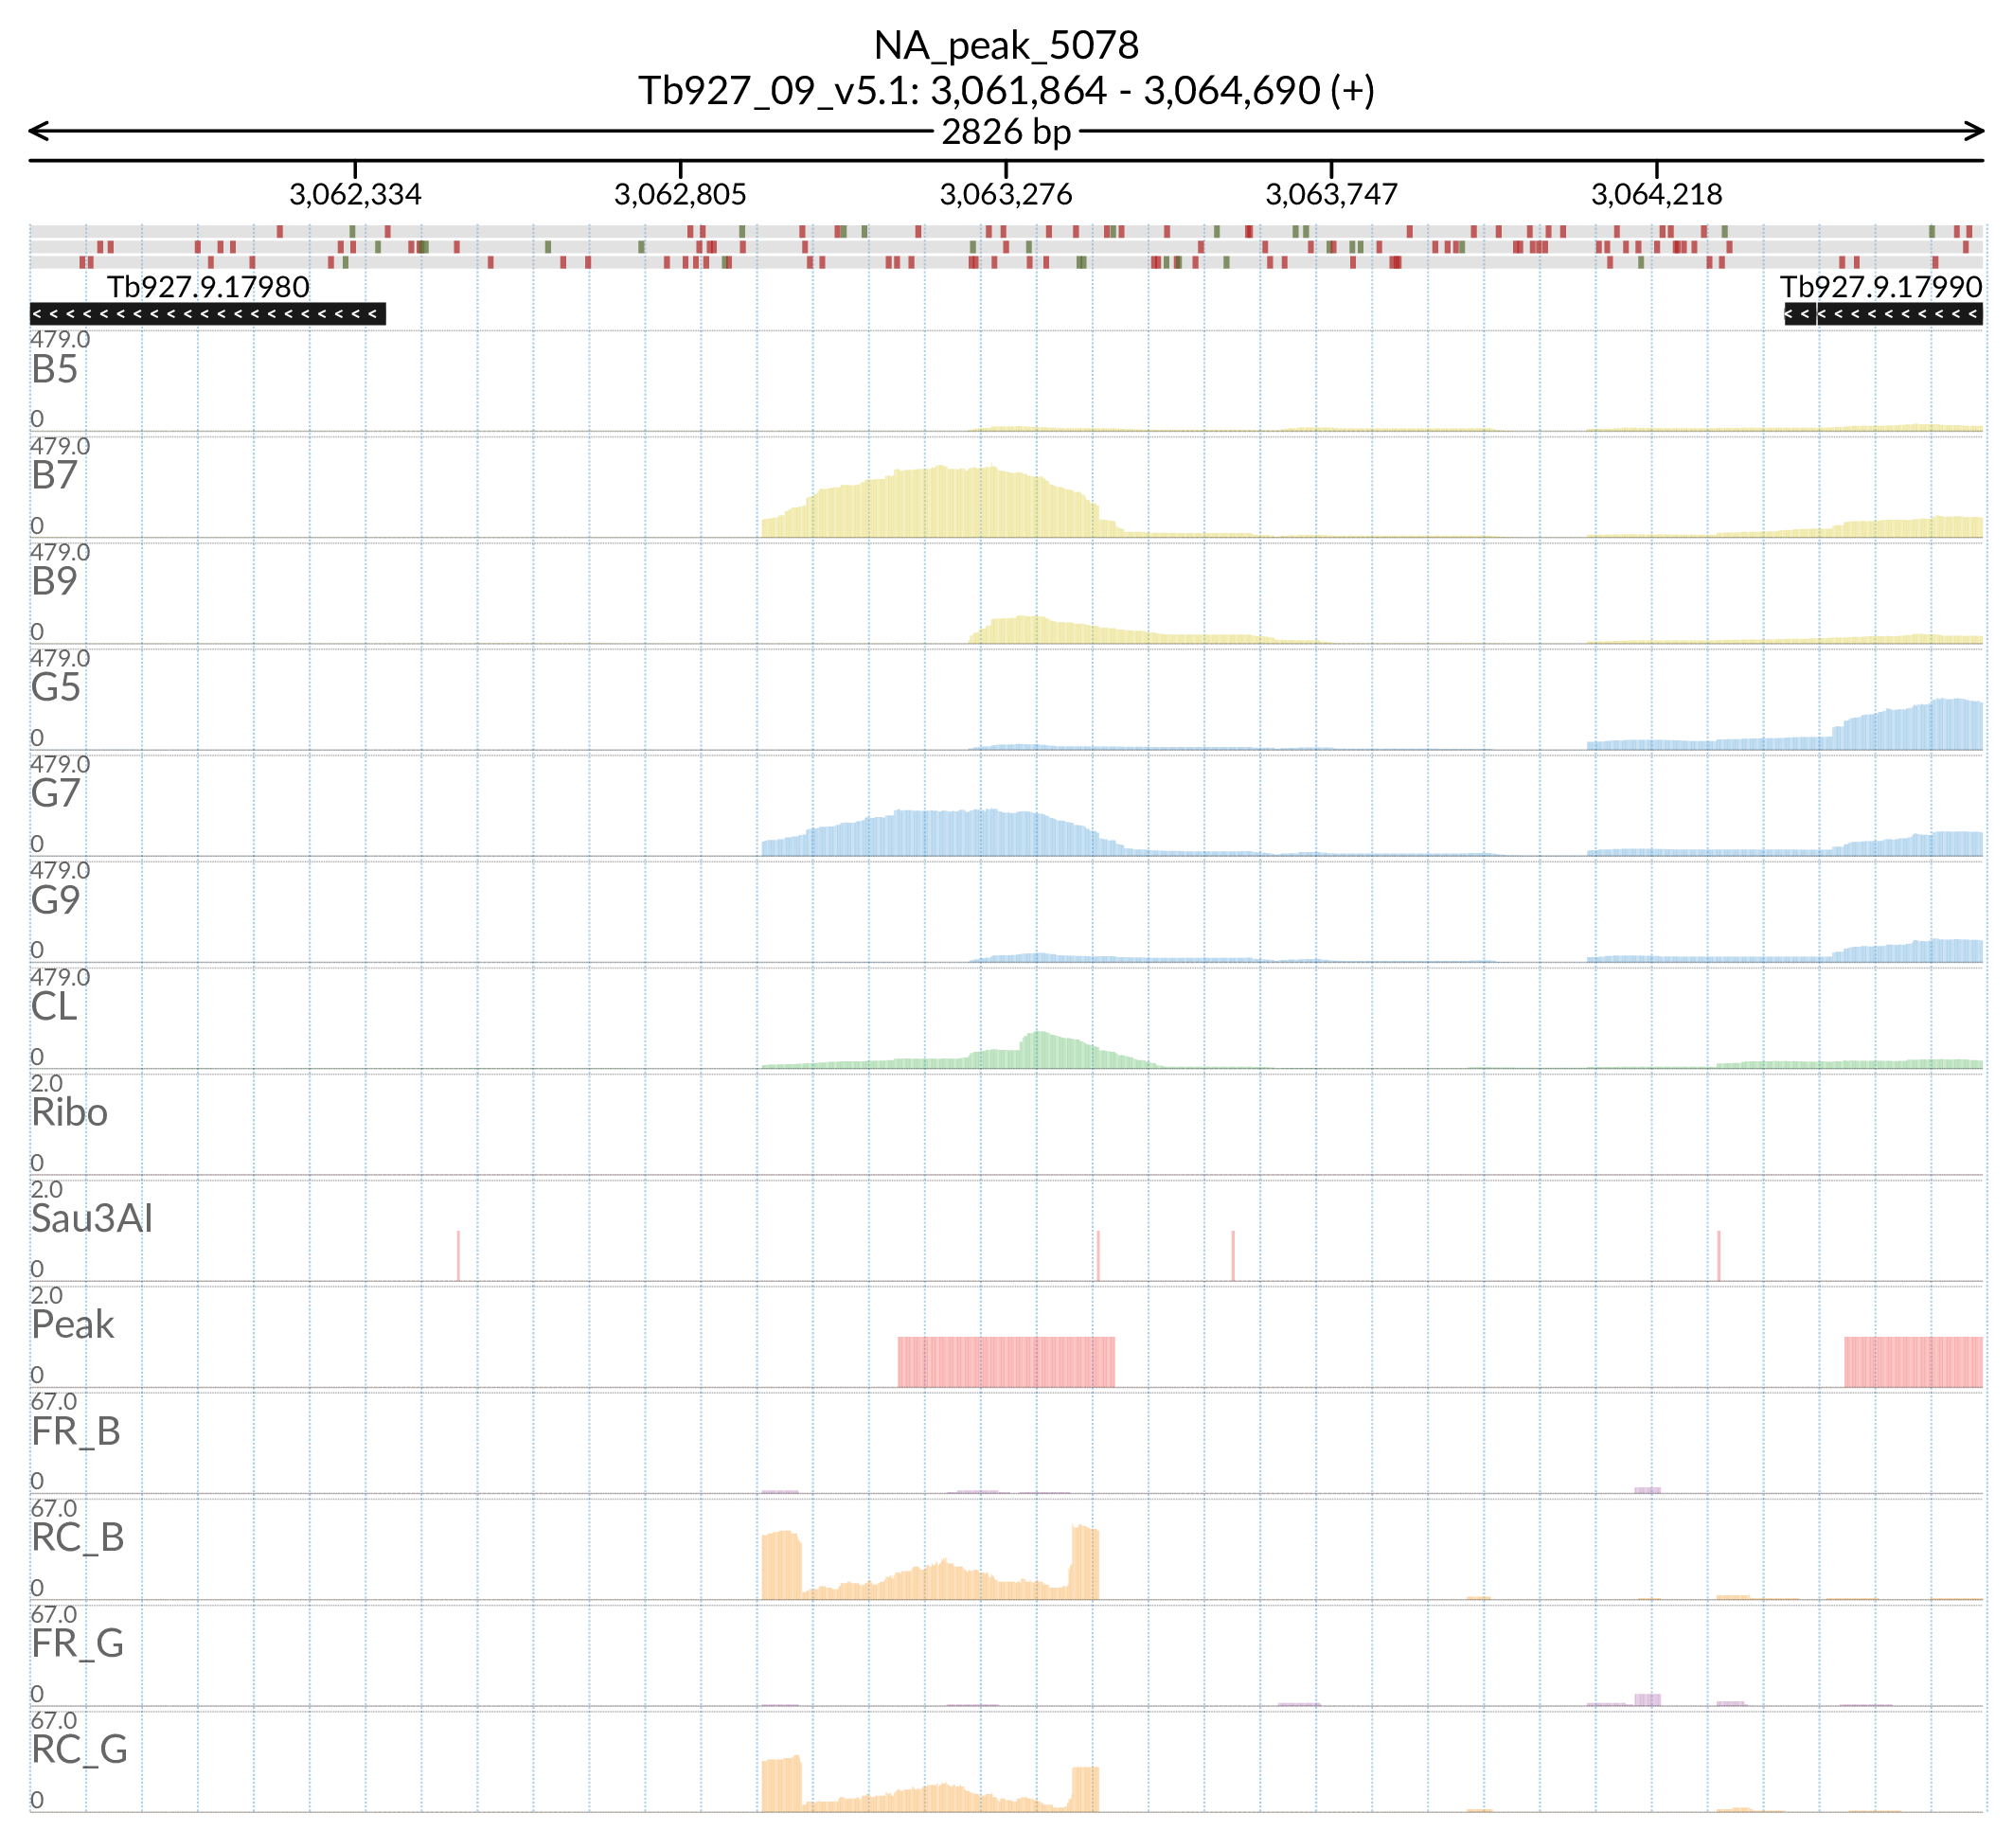 NA_peak_5078
Tb927_09_v5.1: 3,061,864 - 3,064,690 (+)
2826 bp
3,062,334 3,062,805 3,063,276 3,063,747 3,064,218
Tb927.9.17980 Tb927.9.17990
479.0
B5
0
479.0
B7
0
479.0
B9
0
479.0
G5
0
479.0
G7
0
479.0
G9
0
479.0
CL
0
2.0
Ribo
0
2.0
Sau3AI
0
2.0
Peak
0
67.0
FR_B
0
67.0
RC_B
0
67.0
FR_G
0
67.0
RC_G
0